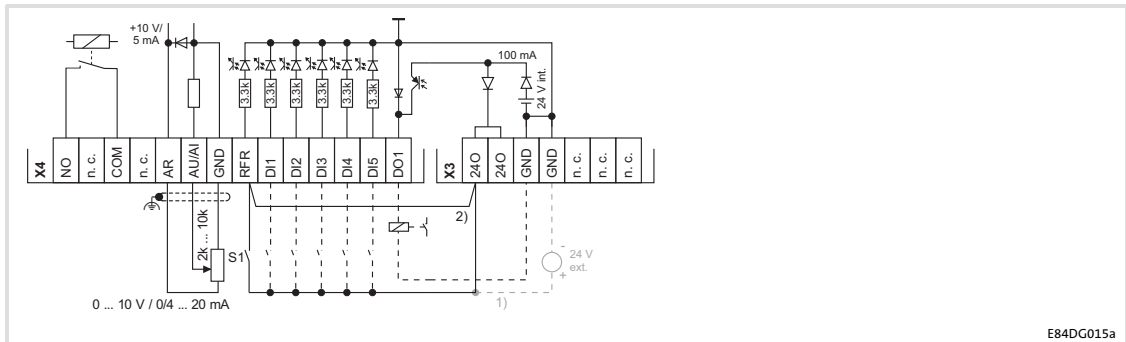 +10 V/
5 mA
100 mA
24 V int.
3.3k
3.3k
3.3k
3.3k
3.3k
3.3k
X4
NO
n. c.
COM
n. c.
AR
AU/AI
GND
RFR
DI1
DI2
DI3
DI4
DI5
DO1
X3
24O
24O
GND
GND
n. c.
n. c.
n. c.
2)
2k ... 10k
S1
- 24 V
ext.
+
1)
0 ... 10 V / 0/4 ... 20 mA
E84DG015a